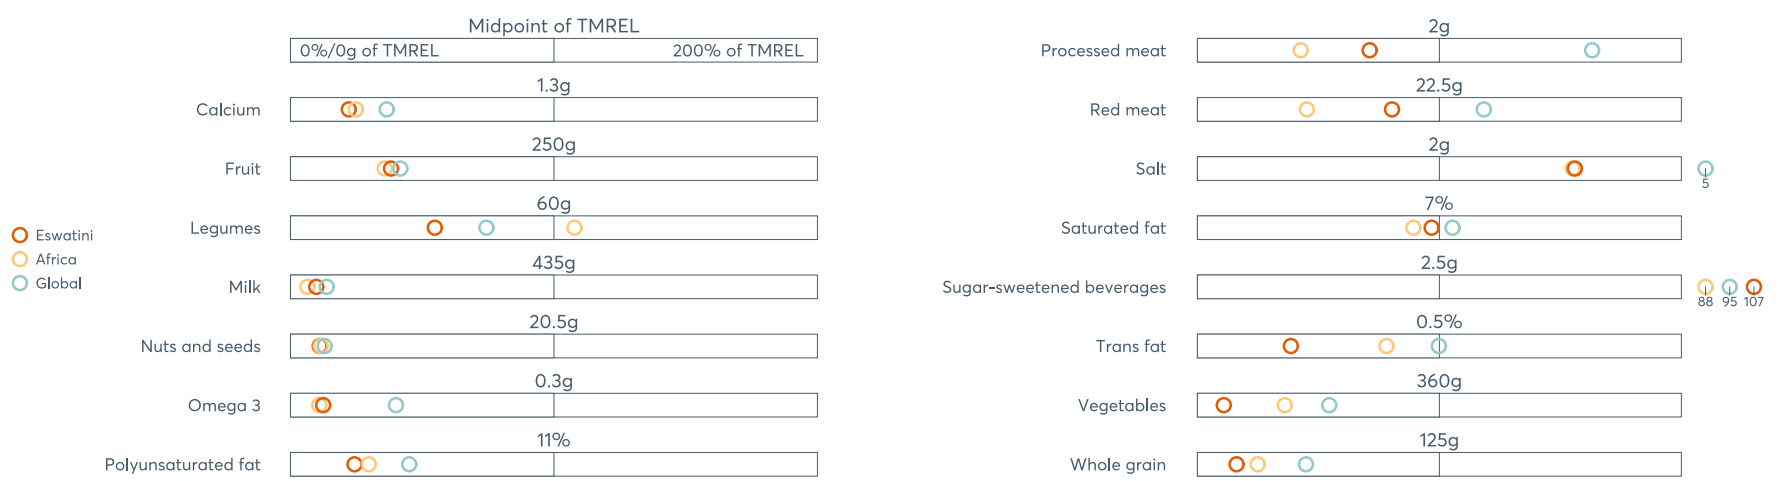 Midpoint of TMREL
0%/0g of TMREL 200% of TMREL
1.3g
Calcium
250g
Fruit
60g
Legumes
435g
Milk
20.5g
Nuts and seeds
0.3g
Omega 3
11%
Polyunsaturated fat
Eswatini
Africa
Global
2g
Processed meat
22.5g
Red meat
2g
Salt
5
7%
Saturated fat
2.5g
Sugar-sweetened beverages
88 95 107
0.5%
Trans fat
360g
Vegetables
125g
Whole grain